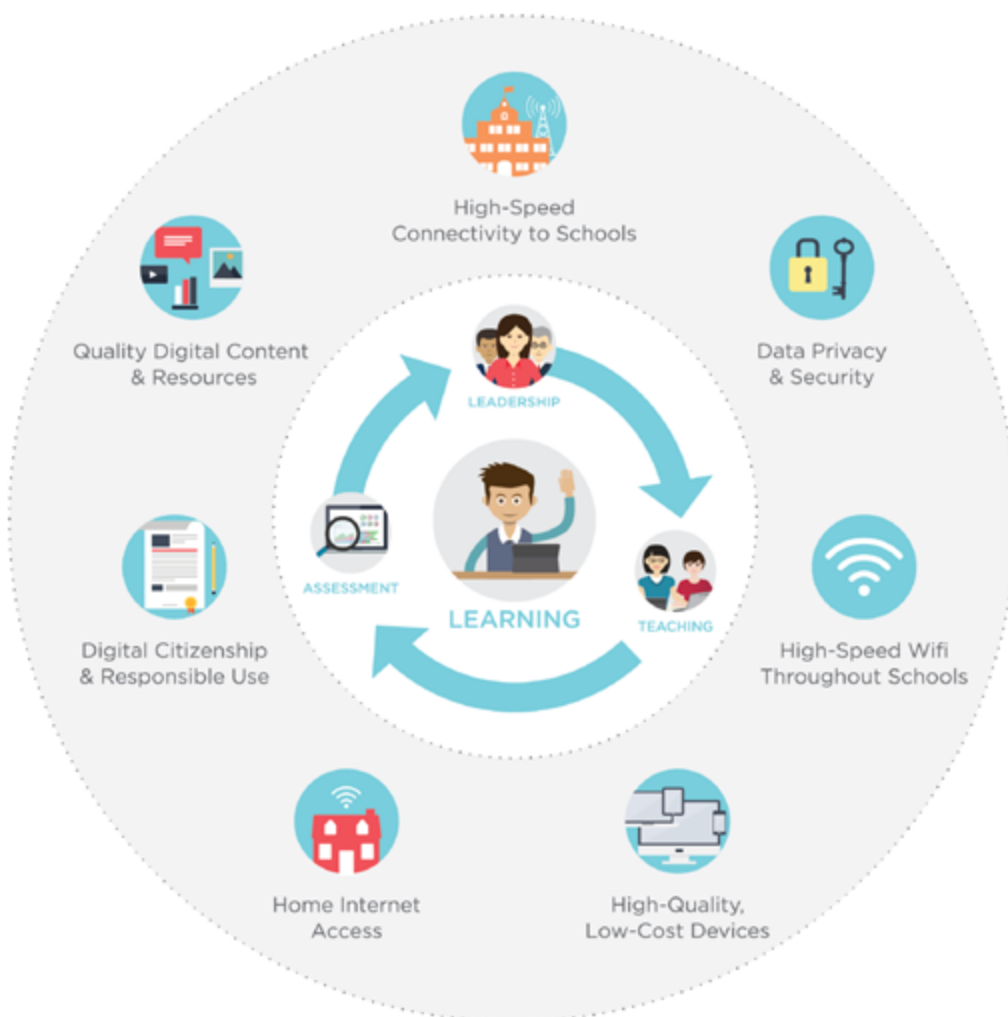 High-Speed
Connectivity to Schools
Quality Digital Content
& Resources
Data Privacy
& Security
LEADERSHIP
ASSESSMENT
LEARNING
TEACHING
Digital Citizenship
& Responsible Use
High-Speed Wifi
Throughout Schools
Home Internet
Access
High-Quality,
Low-Cost Devices